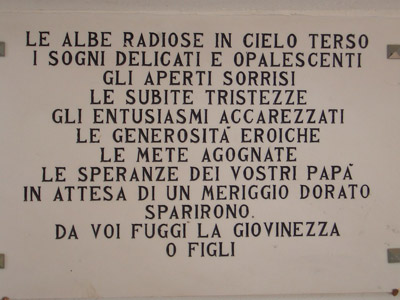 LE ALBE RADIOSE IN CIELO TERSO
I SOGNI DELICATI E OPALESCENTI
GLI APERTI SORRISI
LE SUBITE TRISTEZZE
GLI ENTUSIASMI ACCAREZZATI
LE GENEROSITÀ EROICHE
LE METE AGOGNATE
LE SPERANZE DEI VOSTRI PAPÀ
IN ATTESA DI UN MERIGGIO DORATO
SPARIRONO.
DA VOI FUGGÌ LA GIOVINEZZA
O FIGLI